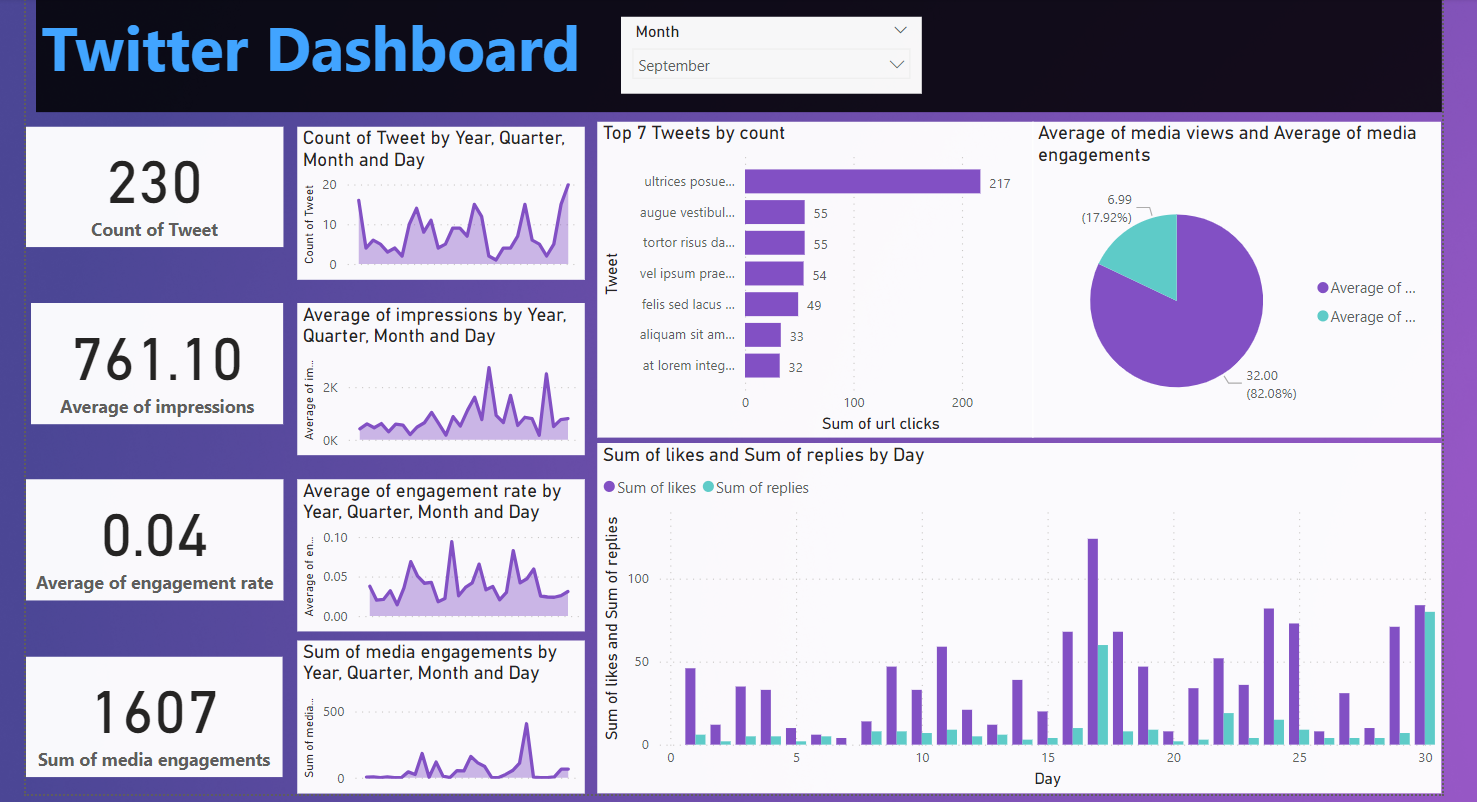 Twitter Dashboard
Month
September
230
Count of Tweet
Count of Tweet by Year, Quarter,
Month and Day
Count of Tweet
20
10
0
761.10
Average of impressions
Average of impressions by Year,
Quarter, Month and Day
Average of im...
2K
0K
0.04
Average of engagement rate
Average of engagement rate by
Year, Quarter, Month and Day
Average of en...
0.10
0.05
0.00
1607
Sum of media engagements
Sum of media engagements by
Year, Quarter, Month and Day
Sum of media...
500
0
Top 7 Tweets by count
Tweet
ultrices posue... 217
augue vestibul... 55
tortor risus da... 55
vel ipsum prae... 54
felis sed lacus ... 49
aliquam sit am... 33
at lorem integ... 32
0 100 200
Sum of url clicks
Average of media views and Average of media
engagements
6.99
(17.92%)
32.00
(82.08%)
Average of ...
Average of ...
Sum of likes and Sum of replies by Day
Sum of likes Sum of replies
Sum of likes and Sum of replies
100
50
0
0 5 10 15 20 25 30
Day